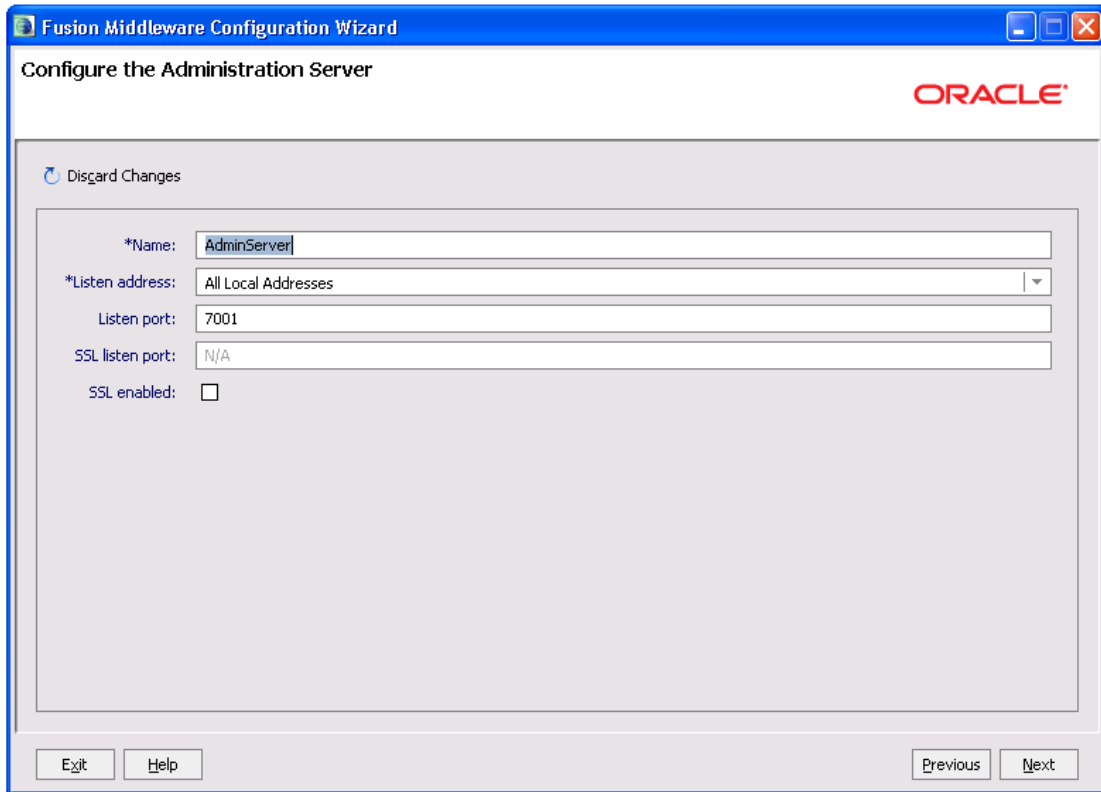 Fusion Middleware Configuration Wizard
Configure the Administration Server
ORACLE
Discard Changes
*Name: AdminServer
*Listen address: All Local Addresses
Listen port: 7001
SSL listen port: N/A
SSL enabled:
Exit Help Previous Next